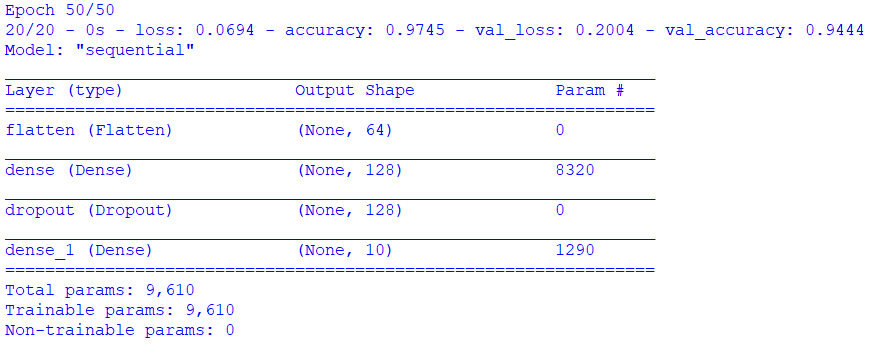 Epoch 50/50
20/20 - 0s - loss: 0.0694 - accuracy: 0.9745 - val_loss: 0.2004 - val_accuracy: 0.9444
Model: "sequential"
_________________________________________________________________
Layer (type)                 Output Shape              Param #
=================================================================
flatten (Flatten)            (None, 64)                0
_________________________________________________________________
dense (Dense)                (None, 128)               8320
_________________________________________________________________
dropout (Dropout)            (None, 128)               0
_________________________________________________________________
dense_1 (Dense)              (None, 10)                1290
=================================================================
Total params: 9,610
Trainable params: 9,610
Non-trainable params: 0